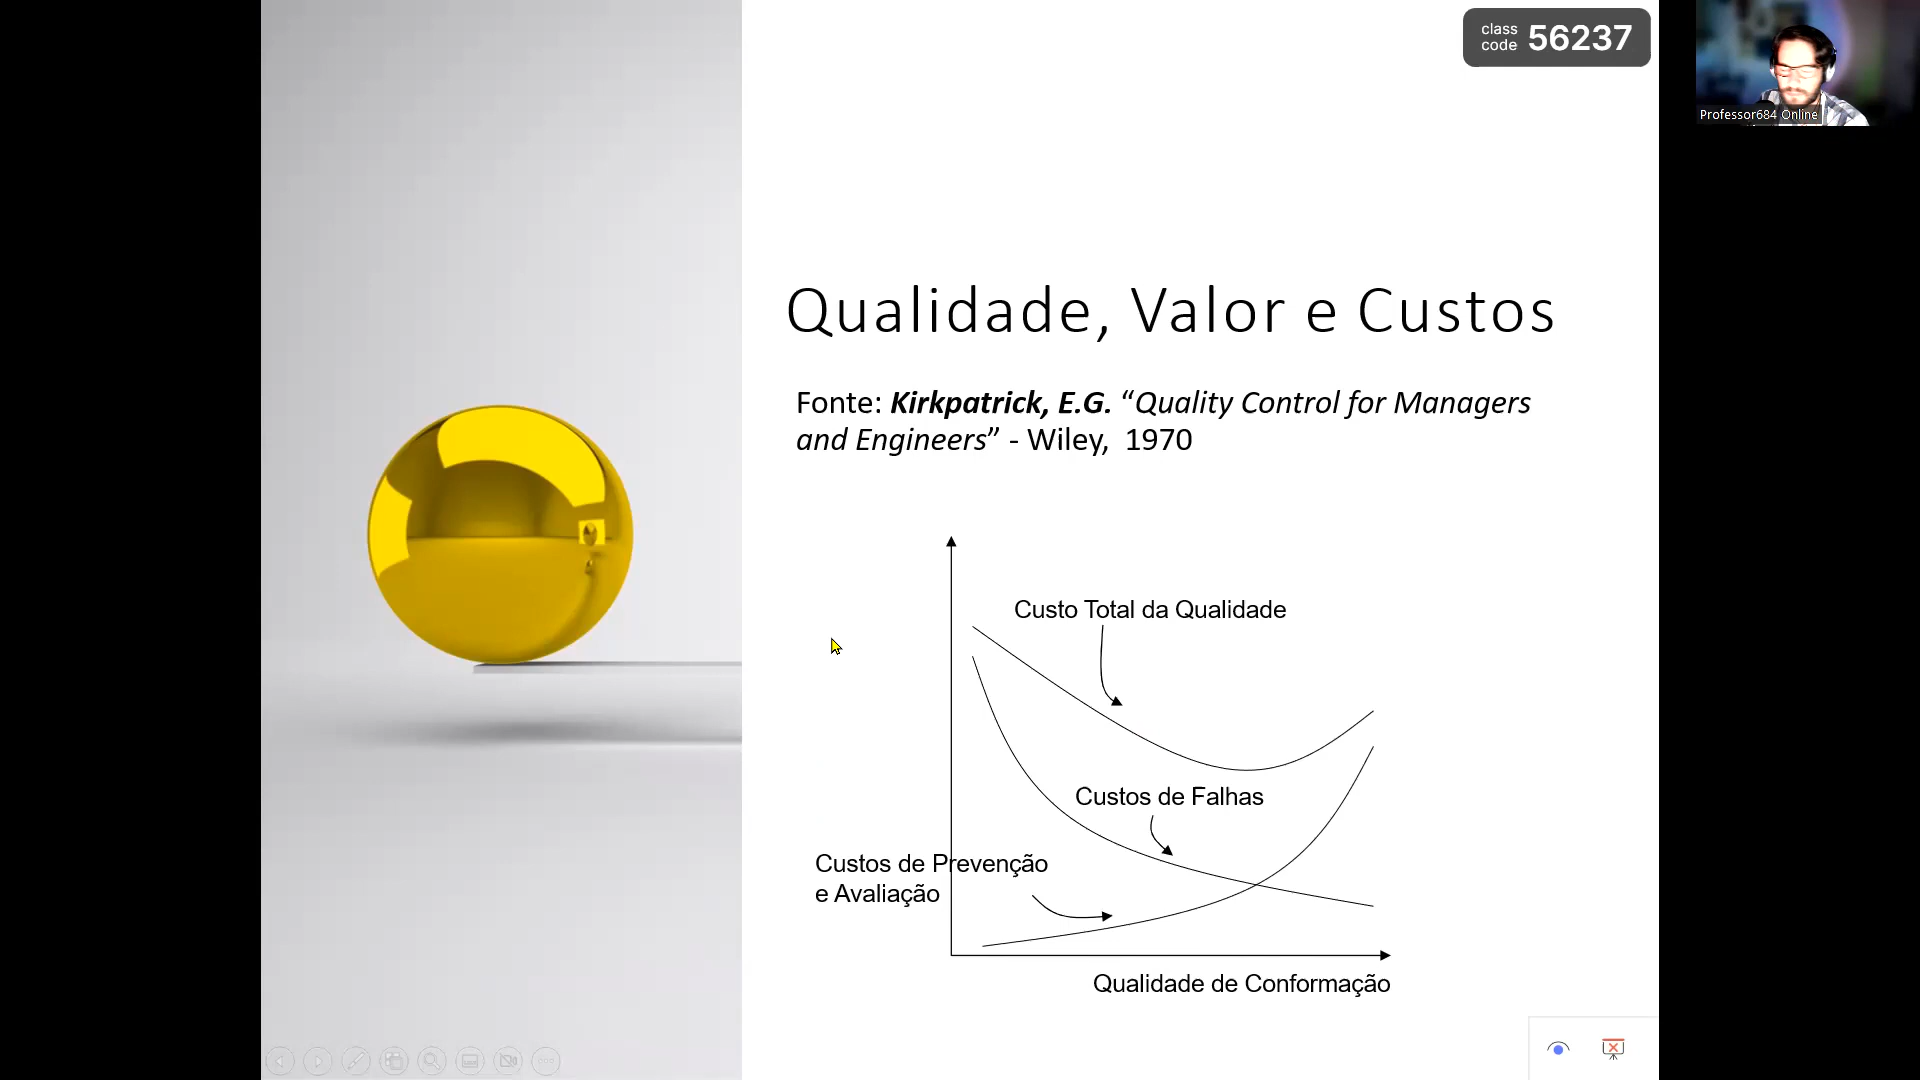 class
code 56237
Professor684 Online
Qualidade, Valor e Custos
Fonte: Kirkpatrick, E.G. “Quality Control for Managers
and Engineers” - Wiley, 1970
Custo Total da Qualidade
Custos de Falhas
Custos de Prevenção
e Avaliação
Qualidade de Conformação